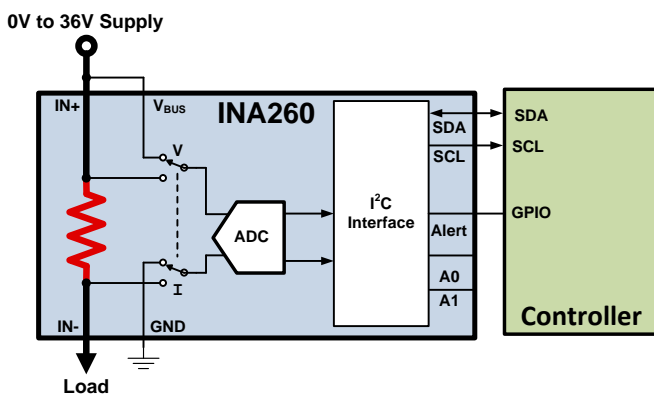 0V to 36V Supply
IN+
VBUS
INA260
V
ADC
I
I2C
Interface
SDA
SCL
Alert
A0
A1
IN-
GND
Load
SDA
SCL
GPIO
Controller